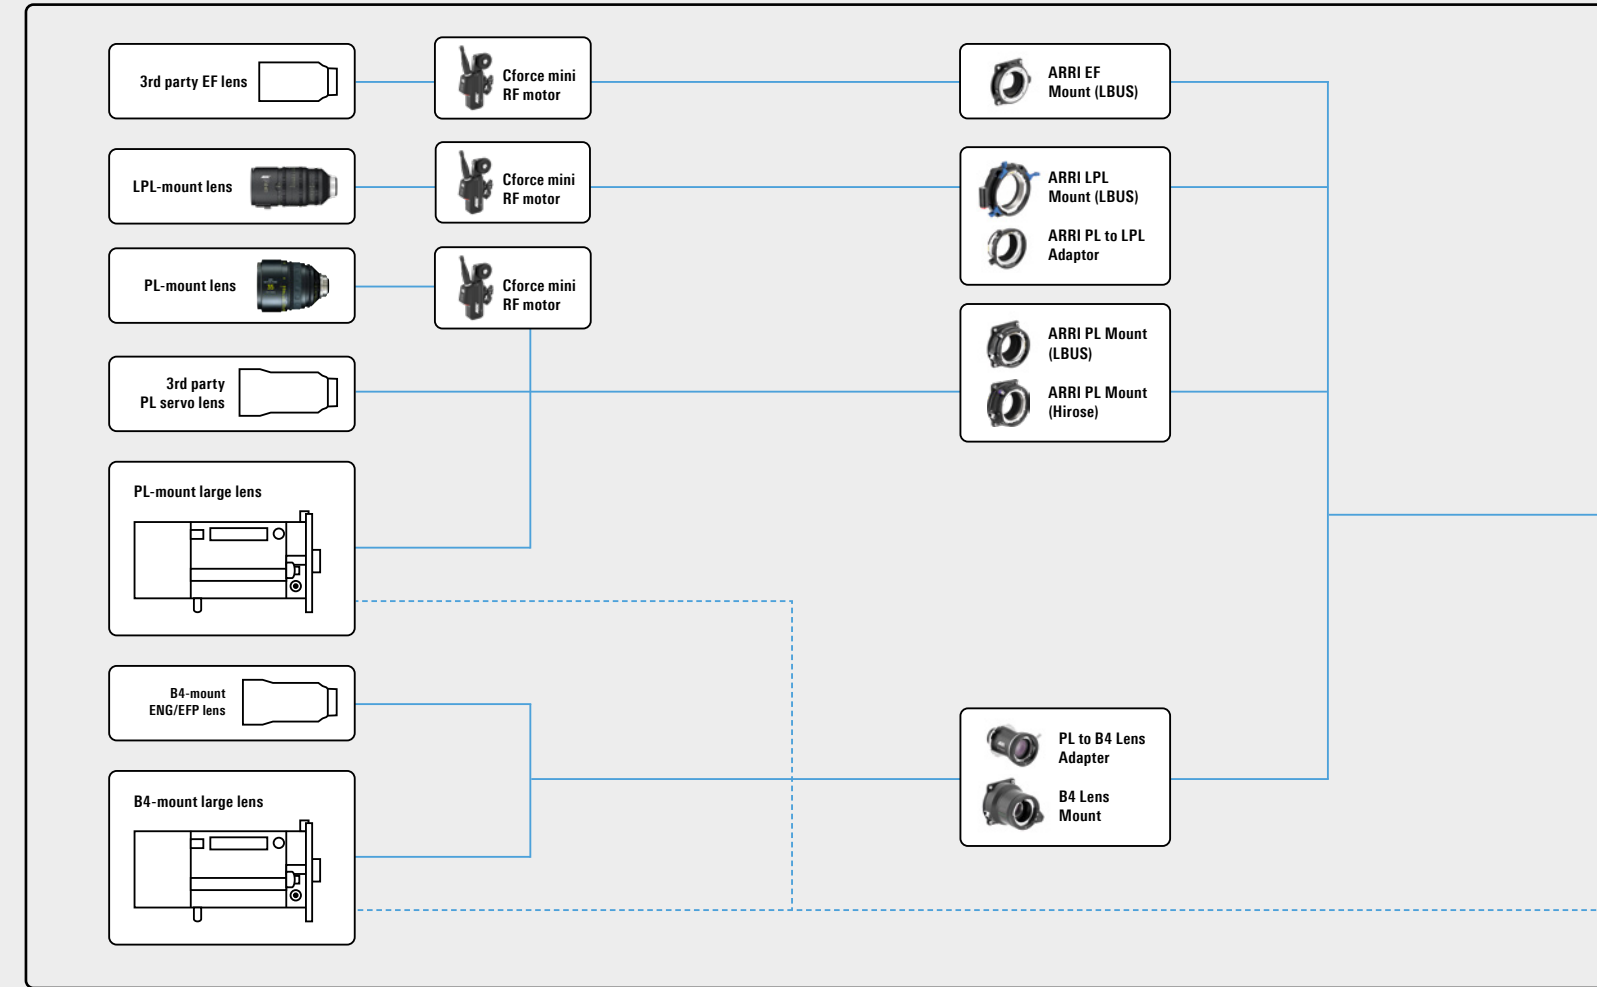 3rd party EF lens
Cforce mini
RF motor
ARRI EF
Mount (LBUS)
LPL-mount lens
Cforce mini
RF motor
ARRI LPL
Mount (LBUS)
ARRI PL to LPL
Adaptor
PL-mount lens
Cforce mini
RF motor
ARRI PL Mount
(LBUS)
ARRI PL Mount
(Hirose)
3rd party
PL servo lens
PL-mount large lens
B4-mount
ENG/EFP lens
PL to B4 Lens
Adapter
B4 Lens
Mount
B4-mount large lens